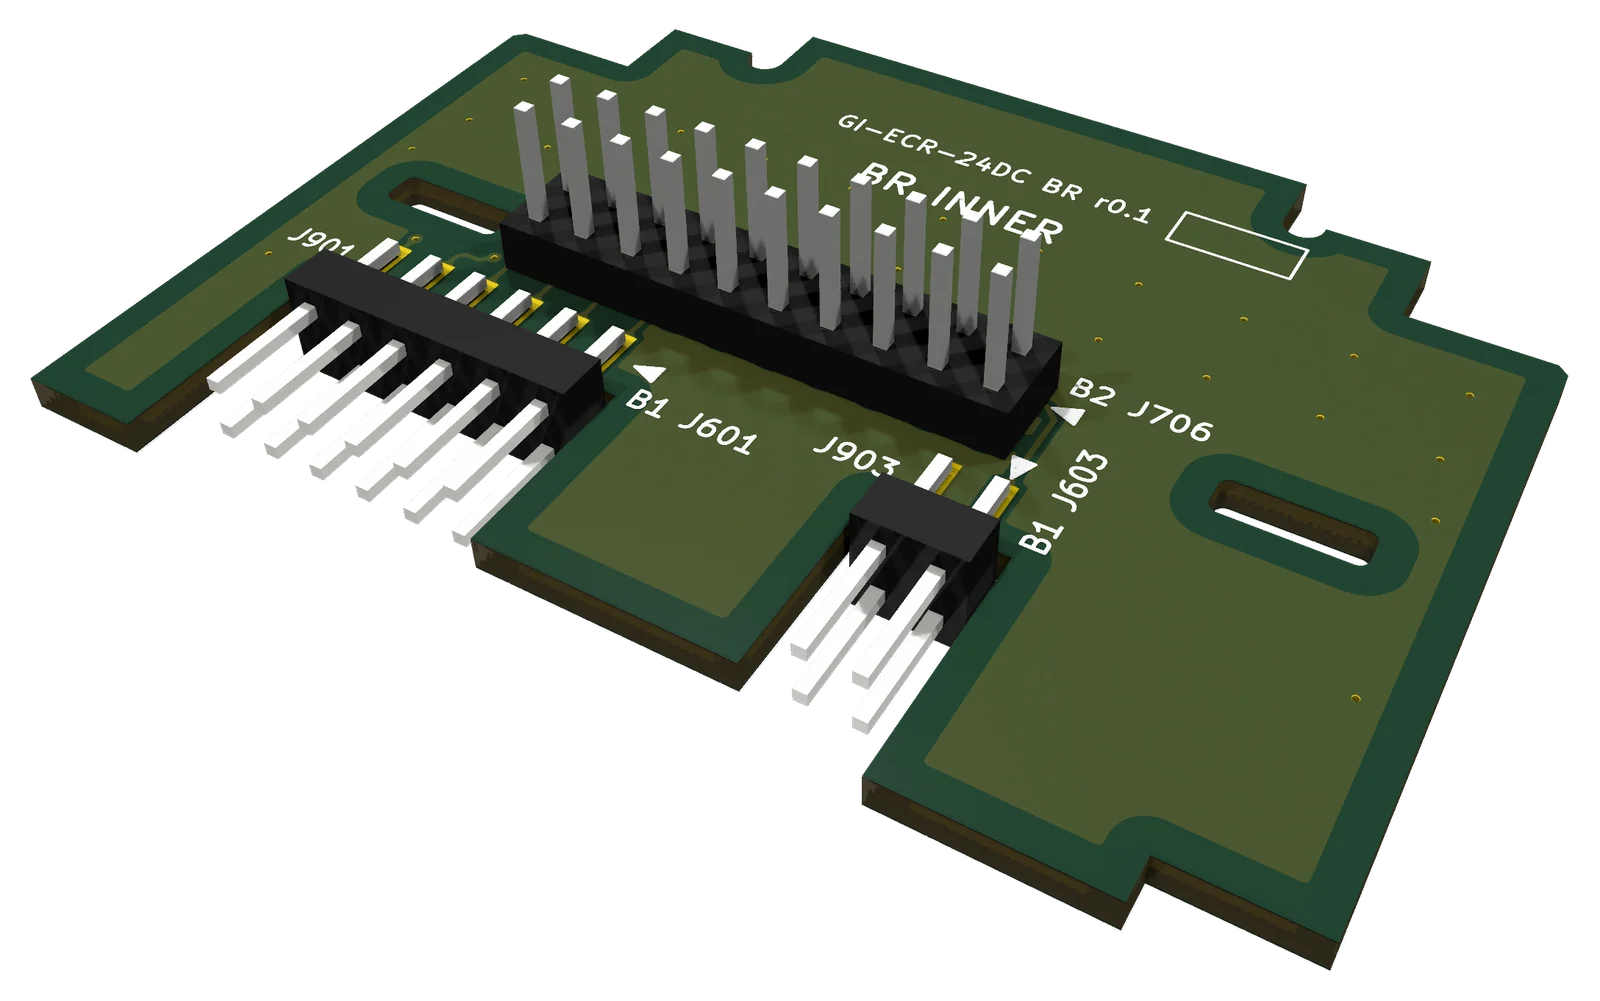 GI-ECR-24DC BR r0.1
BR INNER
J901
B1 J601
J903
B2 J706
B1 J603